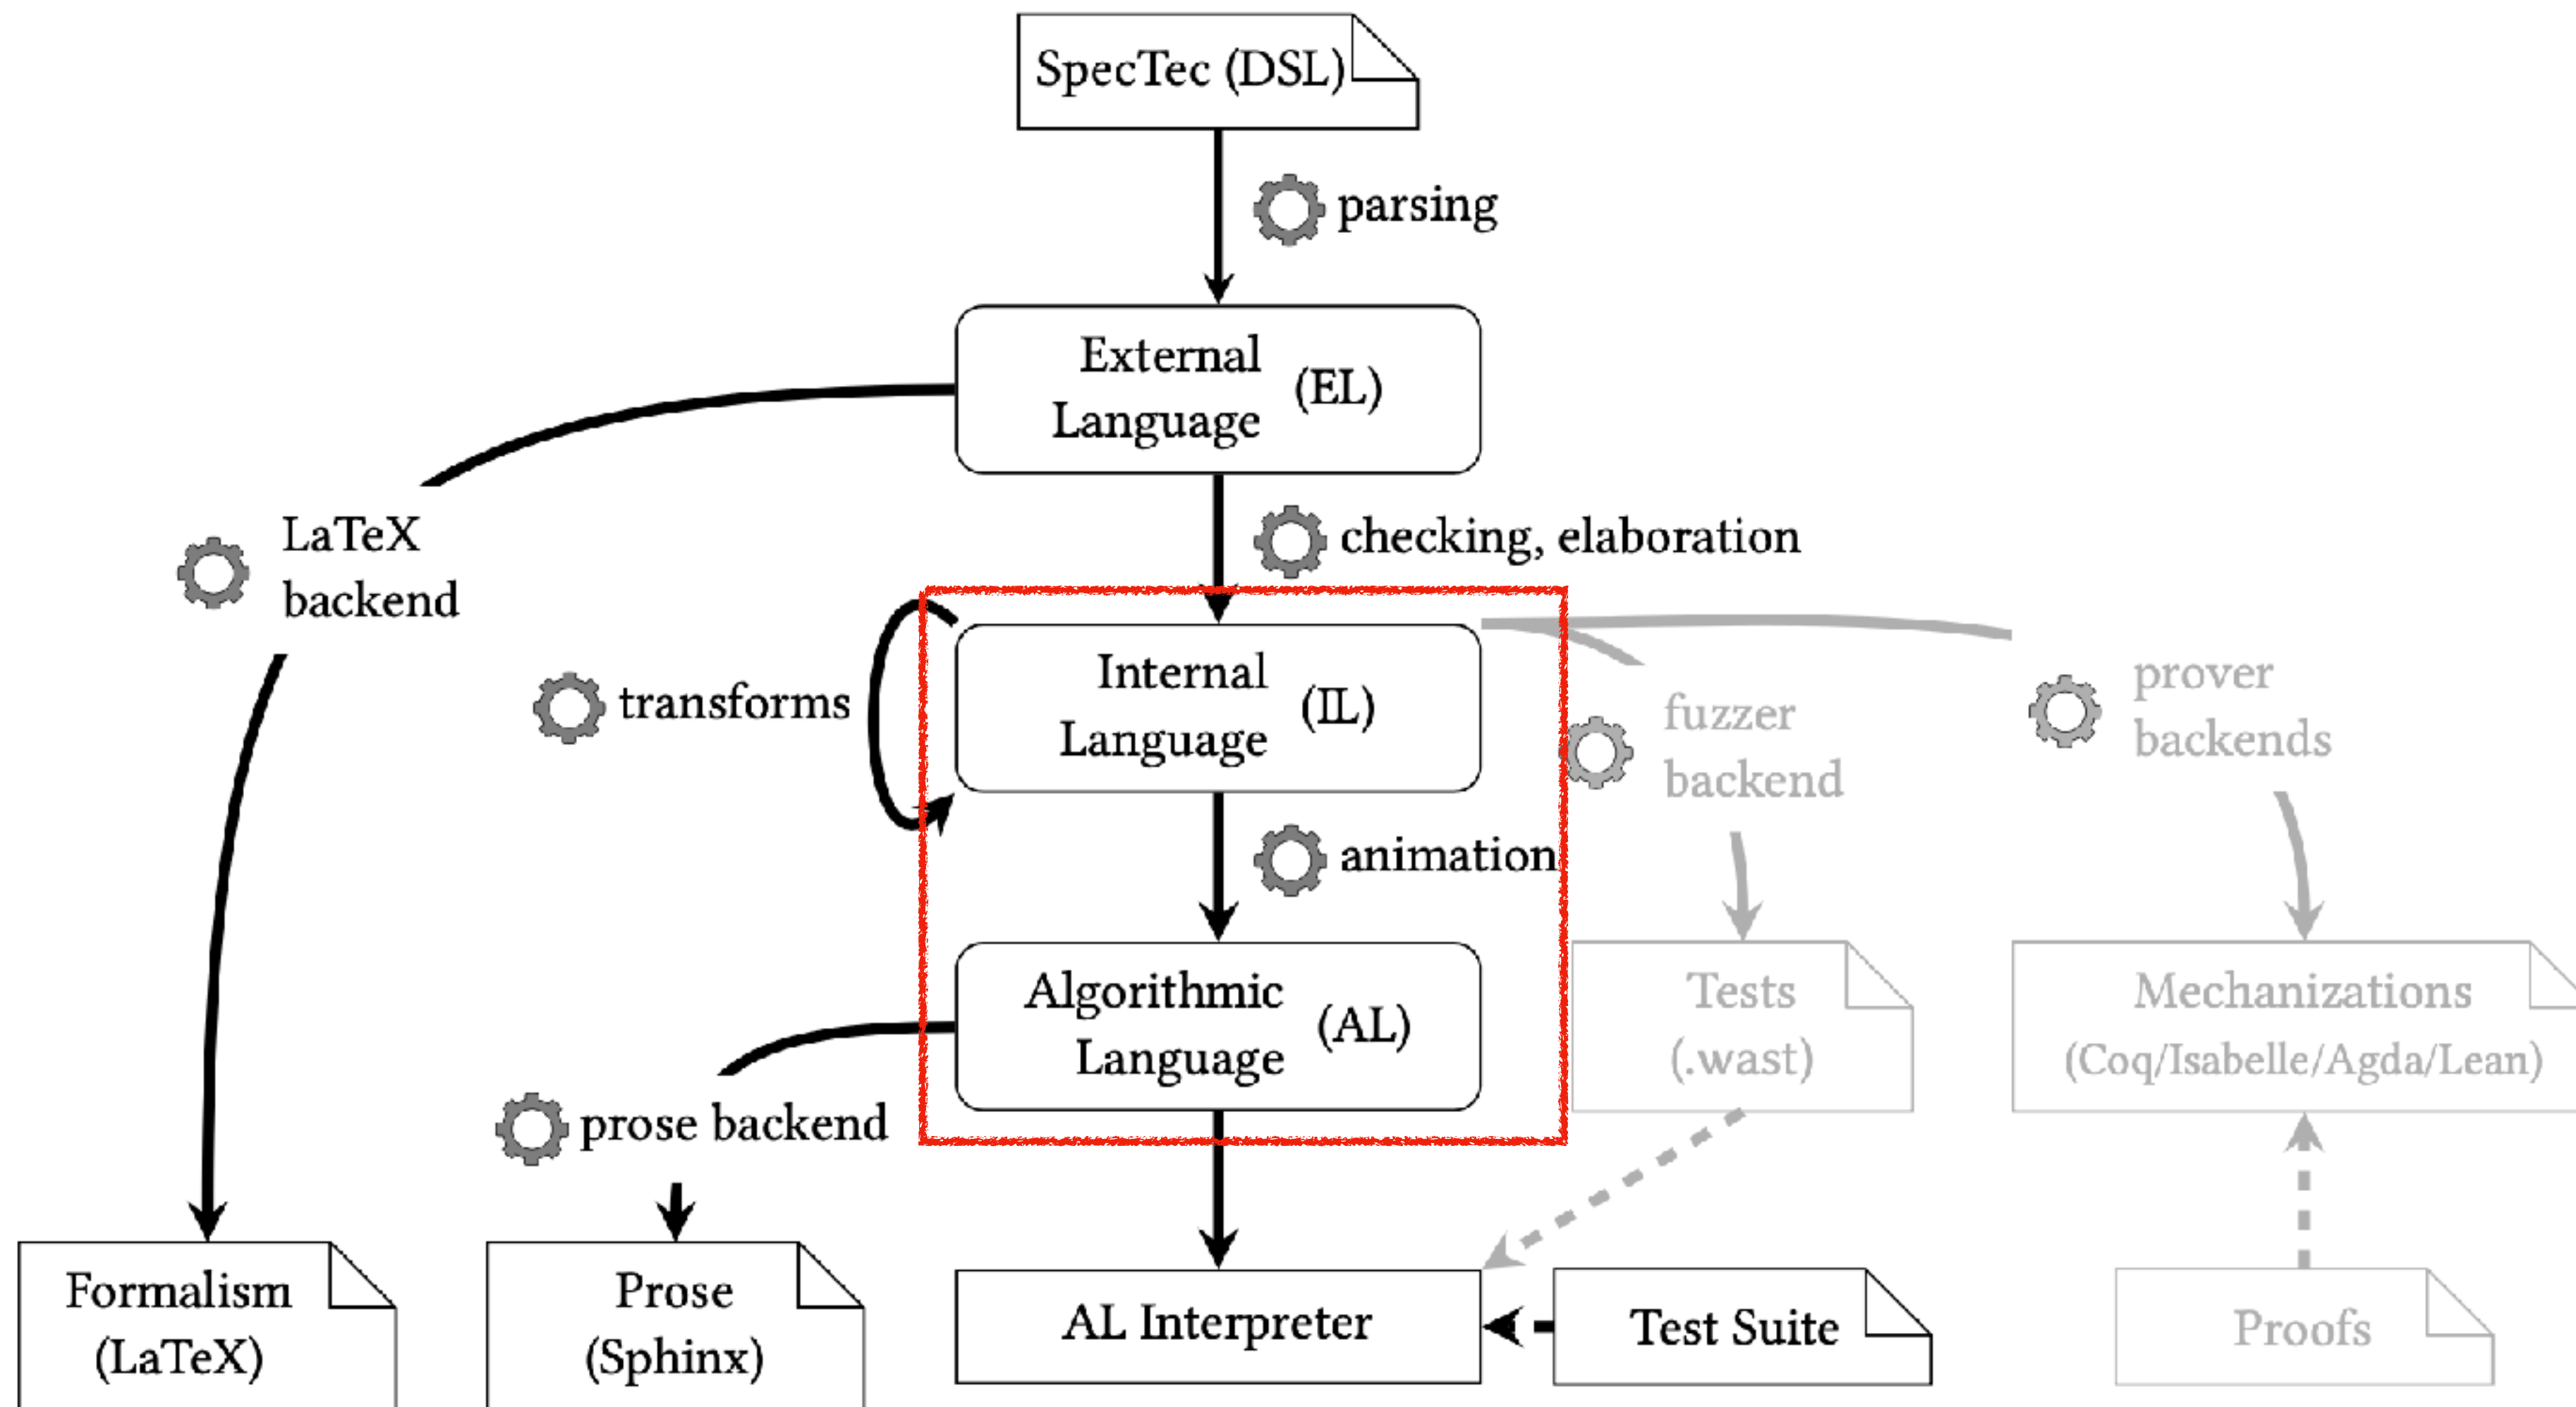 SpecTec (DSL)
parsing
External
Language
(EL)
LaTeX
backend
checking, elaboration
transforms
Internal
Language
(IL)
fuzzer
backend
prover
backends
animation
Algorithmic
Language
(AL)
Tests
(.wast)
Mechanizations
(Coq/Isabelle/Agda/Lean)
prose backend
Formalism
(LaTeX)
Prose
(Sphinx)
AL Interpreter
Test Suite
Proofs